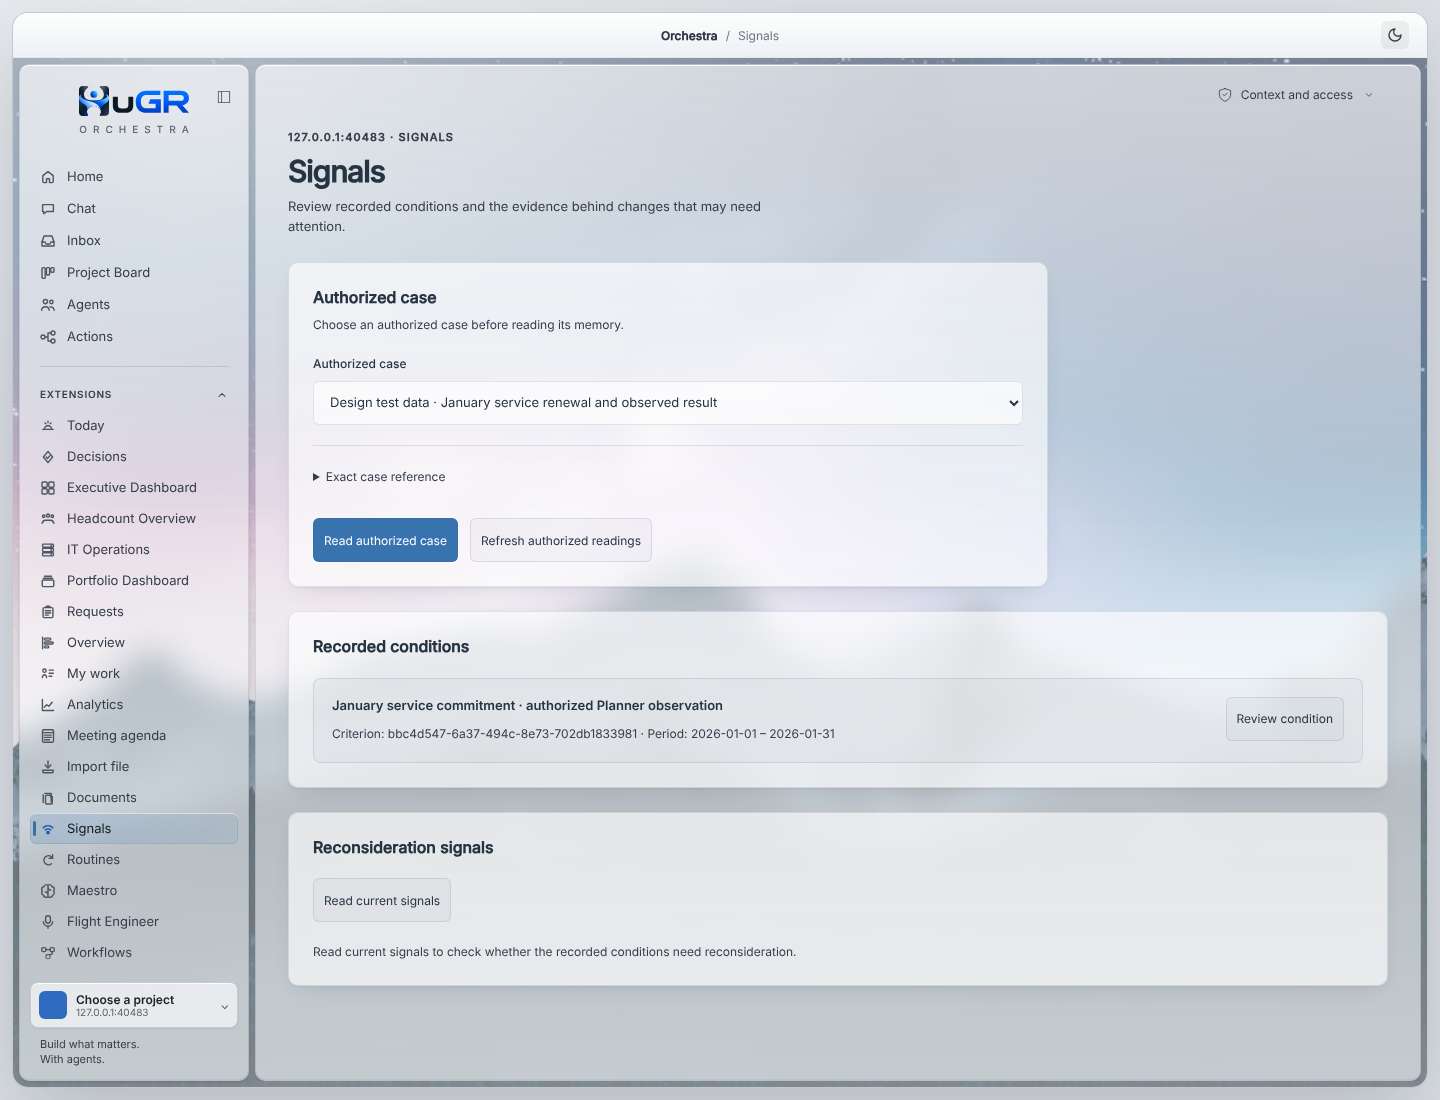 Orchestra / Signals
HuGR
ORCHESTRA
Home
Chat
Inbox
Project Board
Agents
Actions
EXTENSIONS
Today
Decisions
Executive Dashboard
Headcount Overview
IT Operations
Portfolio Dashboard
Requests
Overview
My work
Analytics
Meeting agenda
Import file
Documents
Signals
Routines
Maestro
Flight Engineer
Workflows
Choose a project
127.0.0.1:40483
Build what matters.
With agents.
Context and access
127.0.0.1:40483 · SIGNALS
Signals
Review recorded conditions and the evidence behind changes that may need
attention.
Authorized case
Choose an authorized case before reading its memory.
Authorized case
Design test data · January service renewal and observed result
Exact case reference
Read authorized case
Refresh authorized readings
Recorded conditions
January service commitment · authorized Planner observation
Criterion: bbc4d547-6a37-494c-8e73-702db1833981 · Period: 2026-01-01 – 2026-01-31
Review condition
Reconsideration signals
Read current signals
Read current signals to check whether the recorded conditions need reconsideration.